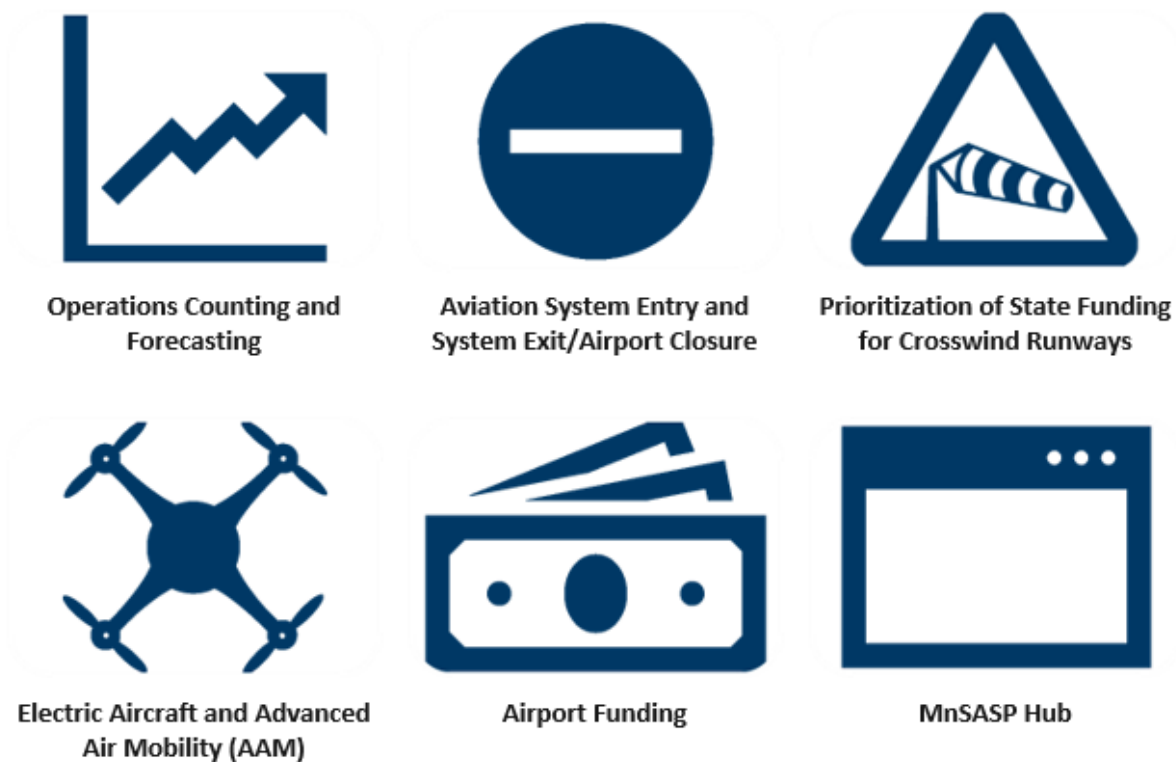 Operations Counting and
Forecasting
Aviation System Entry and
System Exit/Airport Closure
Prioritization of State Funding
for Crosswind Runways
Electric Aircraft and Advanced
Air Mobility (AAM)
Airport Funding
MnSASP Hub